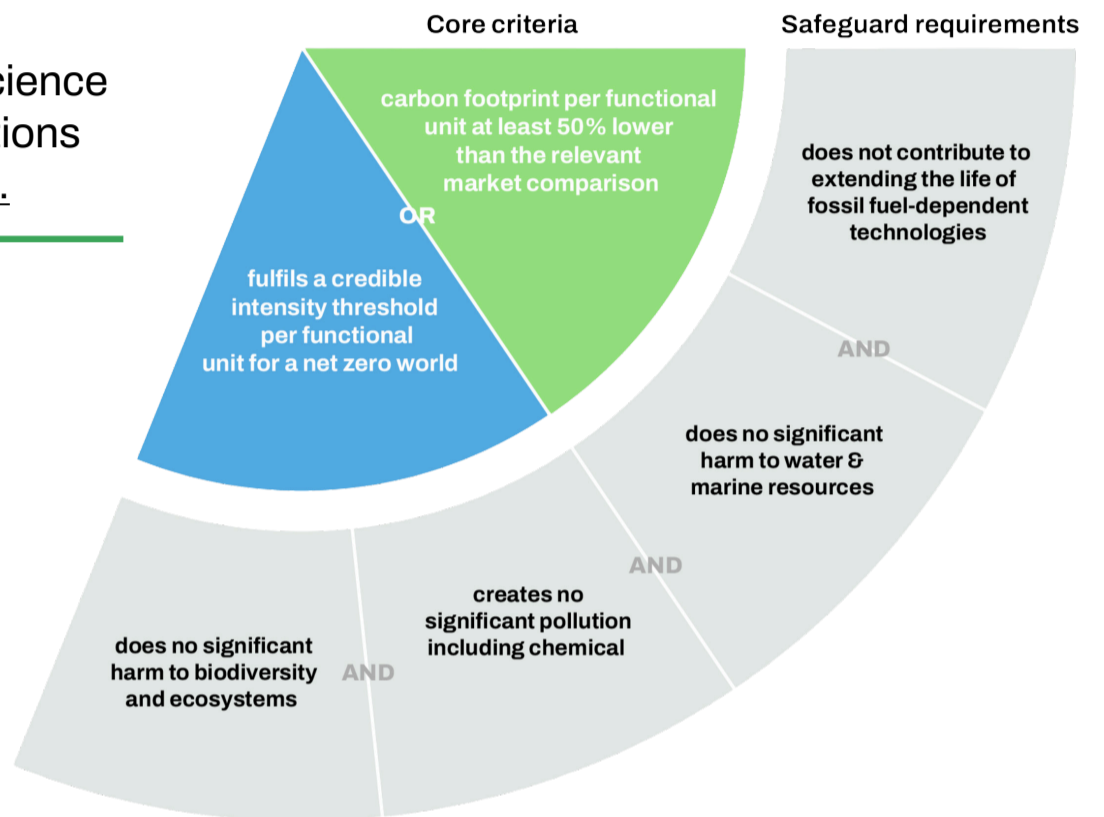 Core criteria
Safeguard requirements
carbon footprint per functional
unit at least 50% lower
than the relevant
market comparison
OR
fulfils a credible
intensity threshold
per functional
unit for a net zero world
does not contribute to
extending the life of
fossil fuel-dependent
technologies
AND
does no significant
harm to water &
marine resources
AND
creates no
significant pollution
including chemical
AND
does no significant
harm to biodiversity
and ecosystems